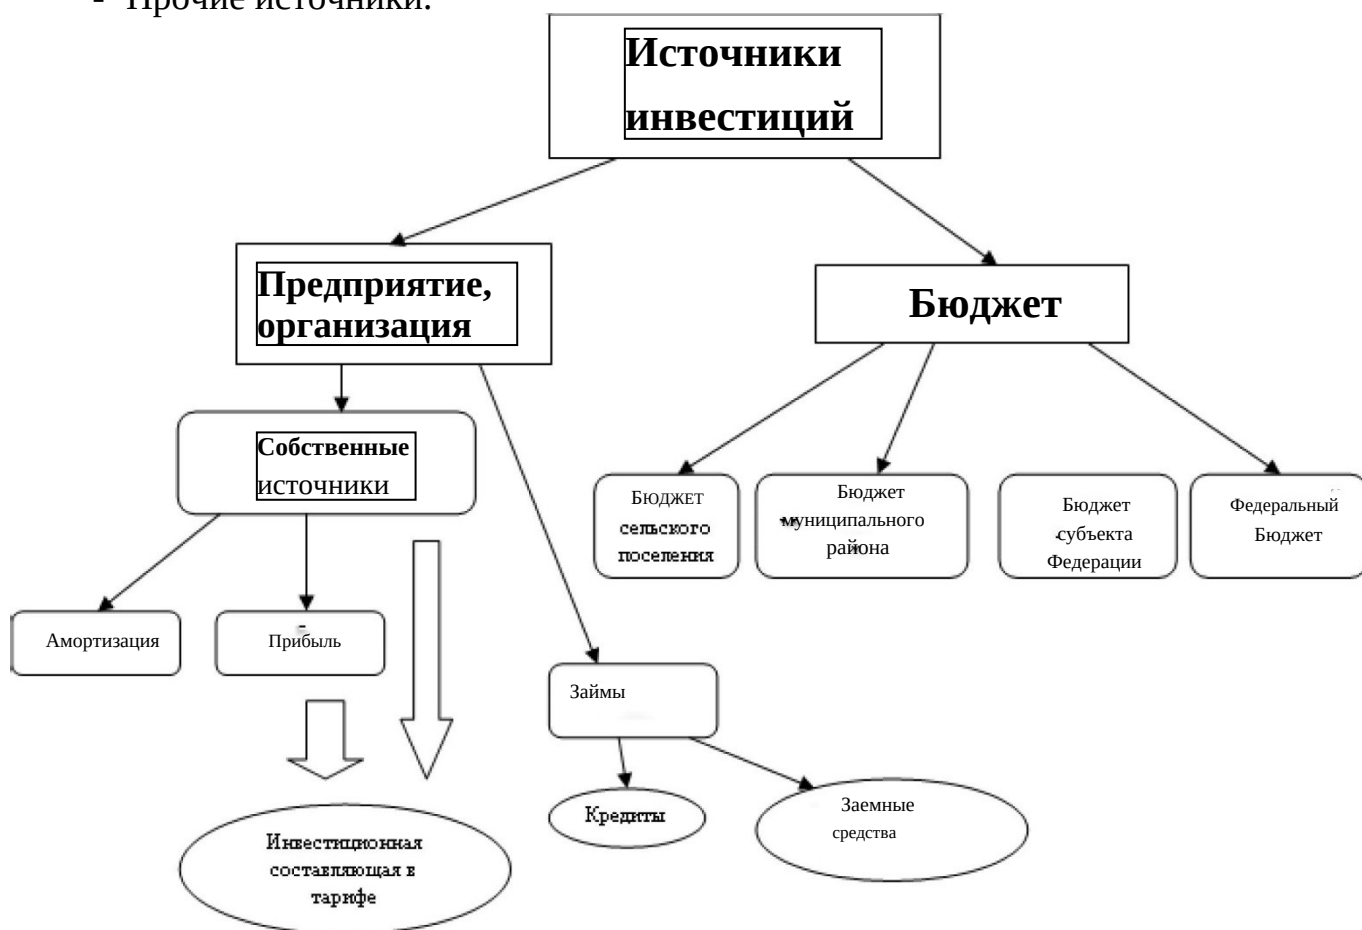 - Прочие источники.
Источники
инвестиций
Предприятие,
организация
Бюджет
Собственные
источники
Бюджет
сельского
поселения
Бюджет
муниципального
района
Бюджет
субъекта
Федерации
Федеральный
Бюджет
Амортизация
Прибыль
Займы
Кредиты
Заемные
средства
Инвестиционная
составляющая в
тарифе